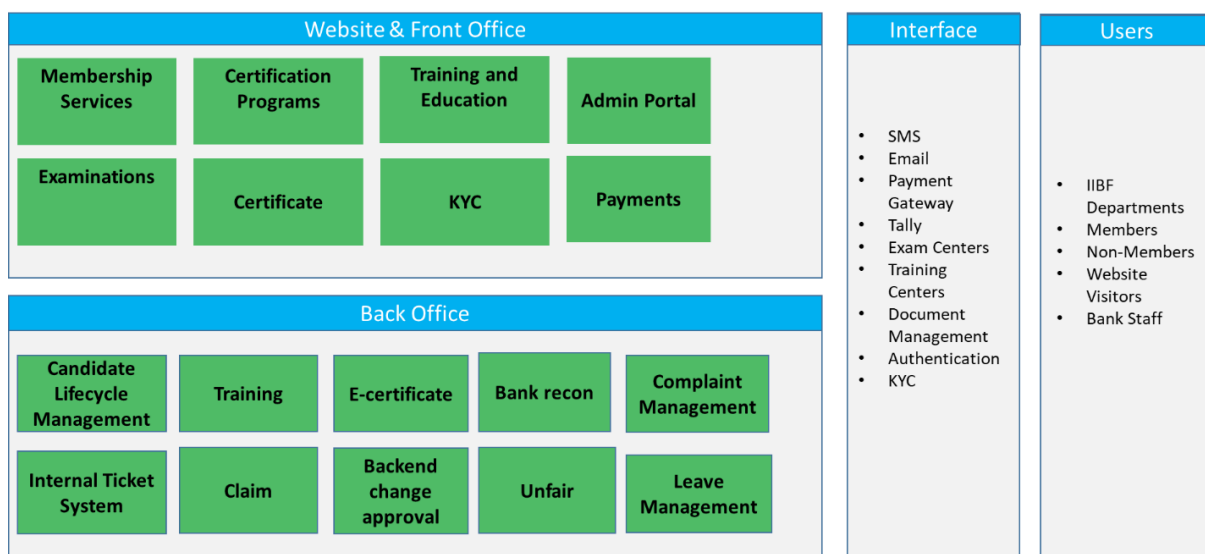 Website & Front Office
Membership
Services
Certification
Programs
Training and
Education
Admin Portal
Examinations
Certificate
KYC
Payments
Back Office
Candidate
Lifecycle
Management
Training
E-certificate
Bank recon
Complaint
Management
Internal Ticket
System
Claim
Backend
change
approval
Unfair
Leave
Management
Interface
• SMS
• Email
• Payment
Gateway
• Tally
• Exam Centers
• Training
Centers
• Document
Management
• Authentication
• KYC
Users
• IIBF
Departments
• Members
• Non-Members
• Website
Visitors
• Bank Staff